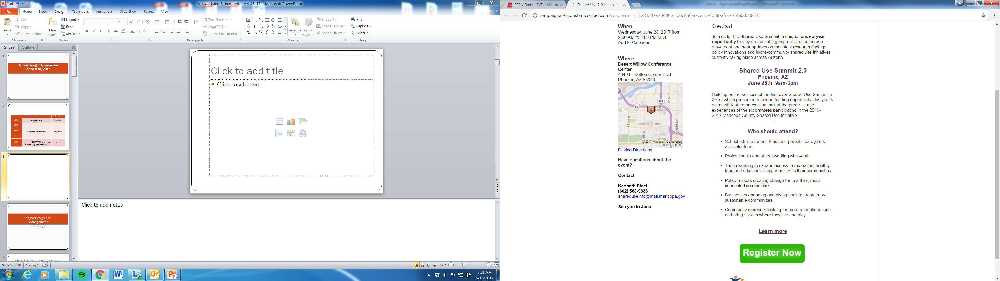 Active Living Subcommittee 4-18-17 - Microsoft PowerPoint
File Home Insert Design Transitions Animations Slide Show Review View
Paste
Cut
Copy
Format Painter
Clipboard
New Slide
Layout
Reset
Section
Slides
26
B I U S abc AV Aa A
Font
Text Direction
Align Text
Convert to SmartArt
Paragraph
Arrange
Quick Styles
Shape Fill
Shape Outline
Shape Effects
Drawing
Find
Replace
Select
Editing
Slides Outline
1
Active Living Subcommittee
April 18th, 2017
2
Project Design and Management
3
4
Project Design and
Management
Skills and Techniques
5
Why is this important for everyone
Click to add title
Click to add text
Click to add notes
Slide 3 of 30 "Equity"
62%
7:21 AM
5/16/2017
ESPN Radio LIVE - Mi
Shared Use 2.0 is here....
campaign.r20.constantcontact.com/render?m=1112835479766&ca=b6e850ac-c25d-4d88-afec-014a0d508375
When
Wednesday, June 28, 2017 from
9:00 AM to 3:00 PM MST
Add to Calendar
Where
Desert Willow Conference
Center
4340 E. Cotton Center Blvd.
Phoenix, AZ 85040
143
60
CRAFT
S EAST
ay Rd
S 52nd St
S 32nd St
HIDDEN HOLLOW
S Priest Dr
KNOELL
© 2017 Microsoft Corporation
© 2017 HERE
Driving Directions
Have questions about the
event?
Contact:
Kenneth Steel,
(602) 568-9836
shareduseinfo@mail.maricopa.gov
See you in June!
Greetings!
Join us for the Shared Use Summit, a unique, once-a-year
opportunity to stay on the cutting edge of the shared use
movement and hear updates on the latest research findings,
policy innovations and in-the-community shared use initiatives
currently taking place across Arizona.
Shared Use Summit 2.0
Phoenix, AZ
June 28th 9am-3pm
Building on the success of the first ever Shared Use Summit in
2016, which presented a unique funding opportunity, this year's
event will feature an exciting look at the progress and
experiences of the six grantees participating in the 2016-
2017 Maricopa County Shared Use Initiative.
Who should attend?
• School administrators, teachers, parents, caregivers,
and volunteers
• Professionals and others working with youth
• Those working to expand access to recreation, healthy
food and educational opportunities in their communities
• Policy makers creating change for healthier, more
connected communities
• Businesses engaging and giving back to create more
sustainable communities
• Community members looking for more recreational and
gathering spaces where they live and play
Learn more
Register Now